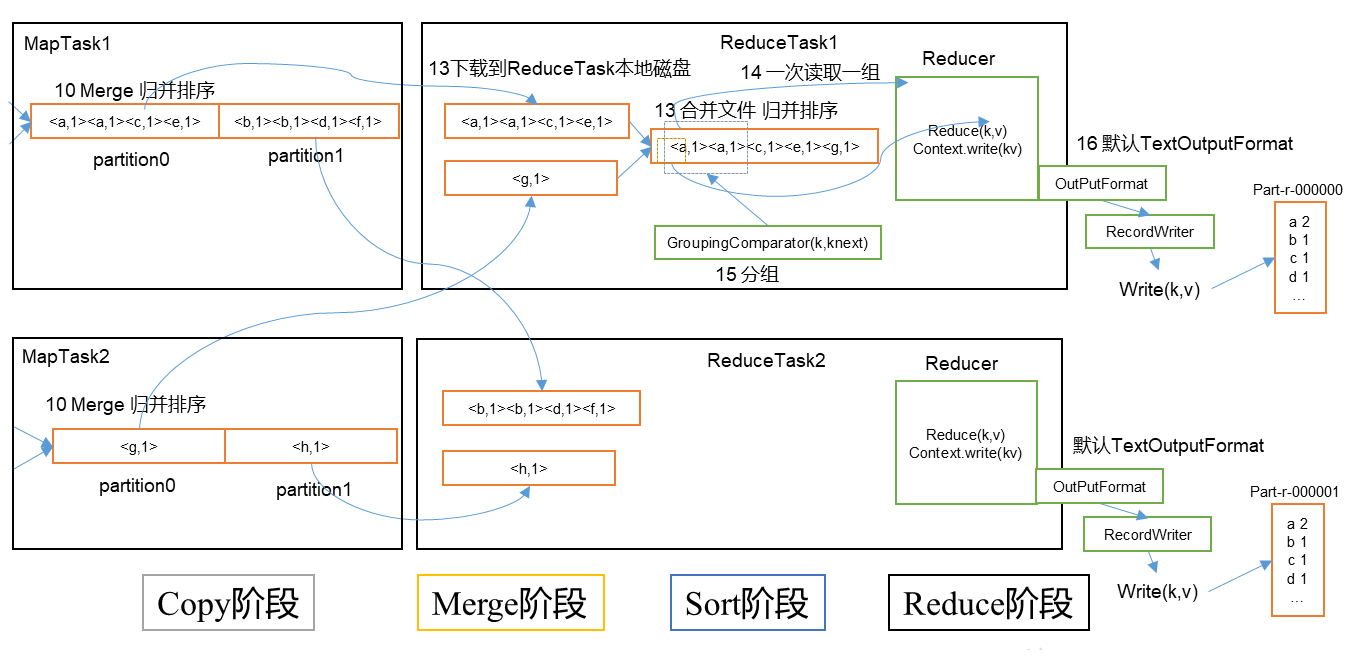 MapTask1
10 Merge 归并排序
<a,1><a,1><c,1><e,1>
<b,1><b,1><d,1><f,1>
partition0
partition1
ReduceTask1
13下载到ReduceTask本地磁盘
14 一次读取一组
Reducer
<a,1><a,1><c,1><e,1>
13 合并文件 归并排序
<a,1><a,1><c,1><e,1><g,1>
<g,1>
Reduce(k,v)
Context.write(kv)
GroupingComparator(k,knext)
15 分组
16 默认TextOutputFormat
OutPutFormat
RecordWriter
Write(k,v)
Part-r-000000
a 2
b 1
c 1
d 1
...
MapTask2
10 Merge 归并排序
<g,1>
<h,1>
partition0
partition1
ReduceTask2
Reducer
<b,1><b,1><d,1><f,1>
<h,1>
Reduce(k,v)
Context.write(kv)
默认TextOutputFormat
OutPutFormat
RecordWriter
Write(k,v)
Part-r-000001
a 2
b 1
c 1
d 1
...
Copy阶段
Merge阶段
Sort阶段
Reduce阶段